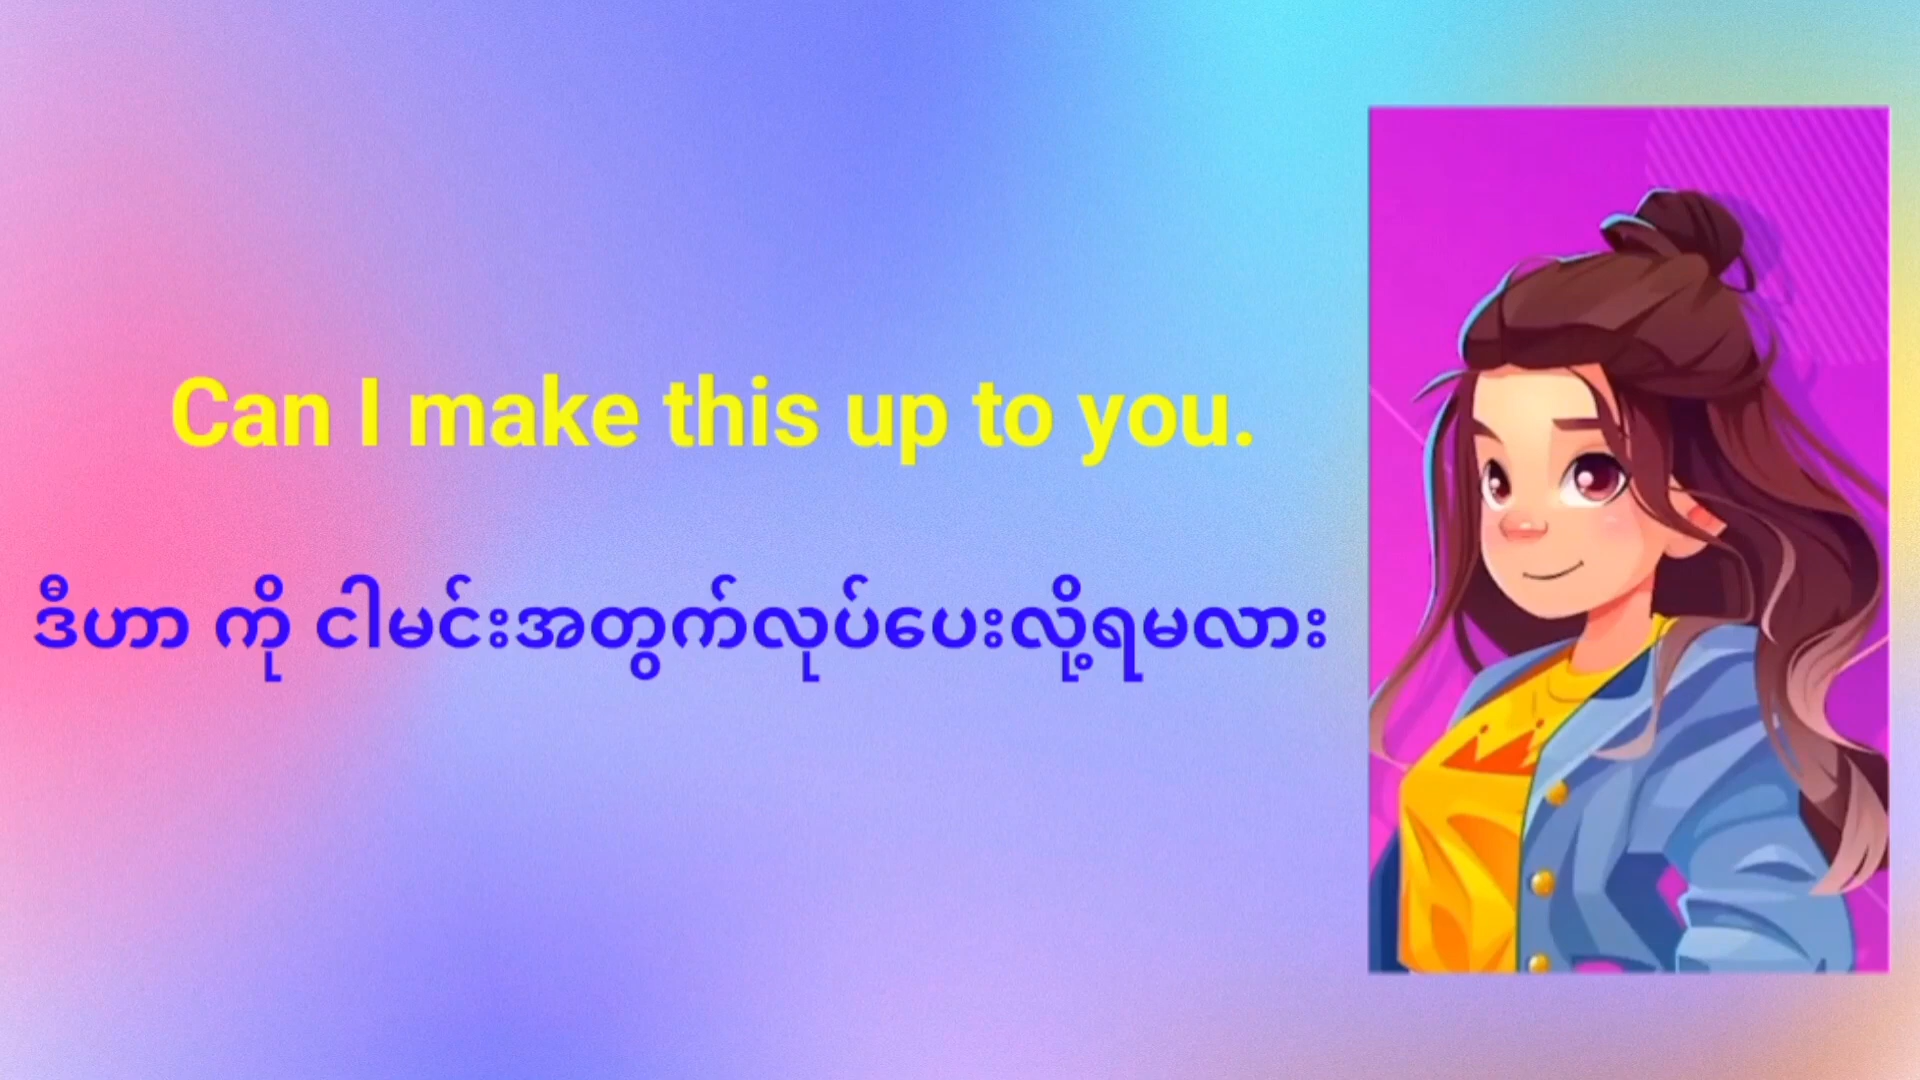 Can I make this up to you.
ဒီဟာ ကို ငါမင်းအတွက်လုပ်ပေးလို့ရမလား